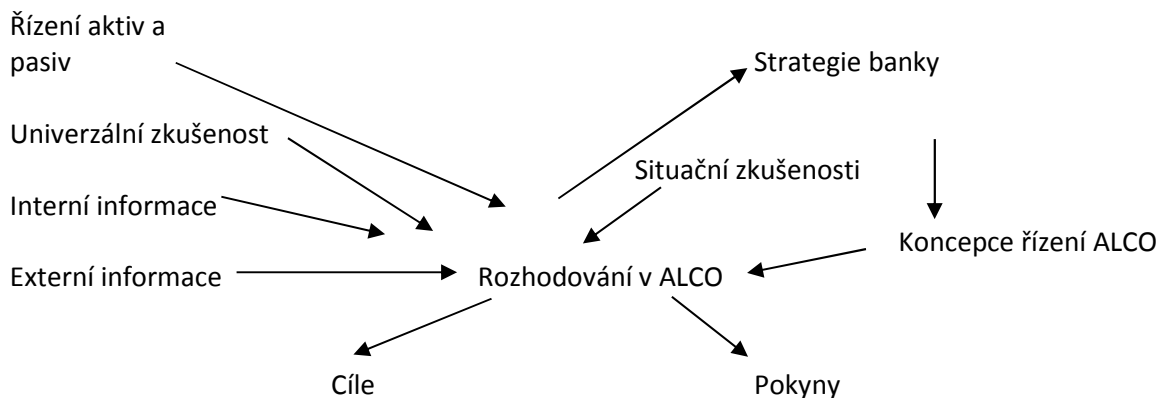 Řízení aktiv a
pasiv
Strategie banky
Univerzální zkušenost
Situační zkušenosti
Interní informace
Koncepce řízení ALCO
Externí informace
Rozhodování v ALCO
Cíle
Pokyny